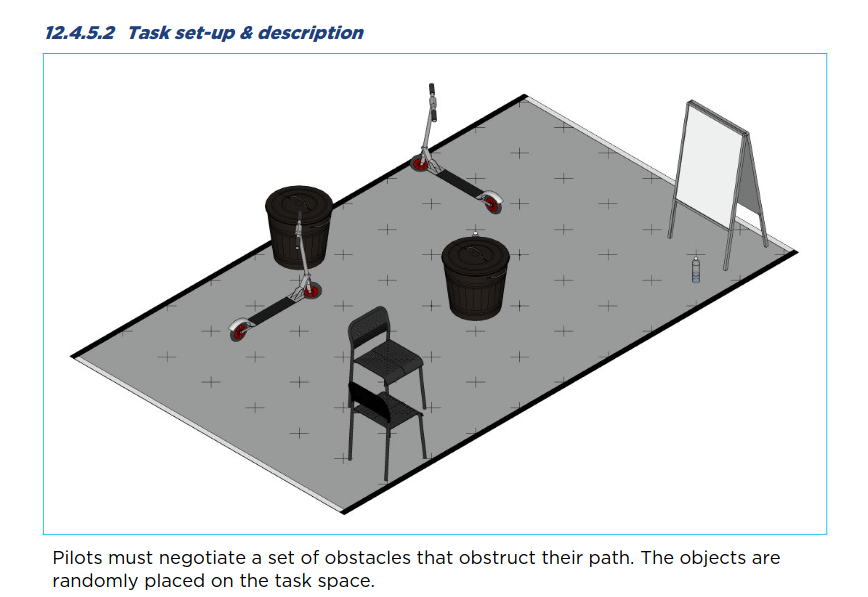 12.4.5.2 Task set-up & description
Pilots must negotiate a set of obstacles that obstruct their path. The objects are
randomly placed on the task space.